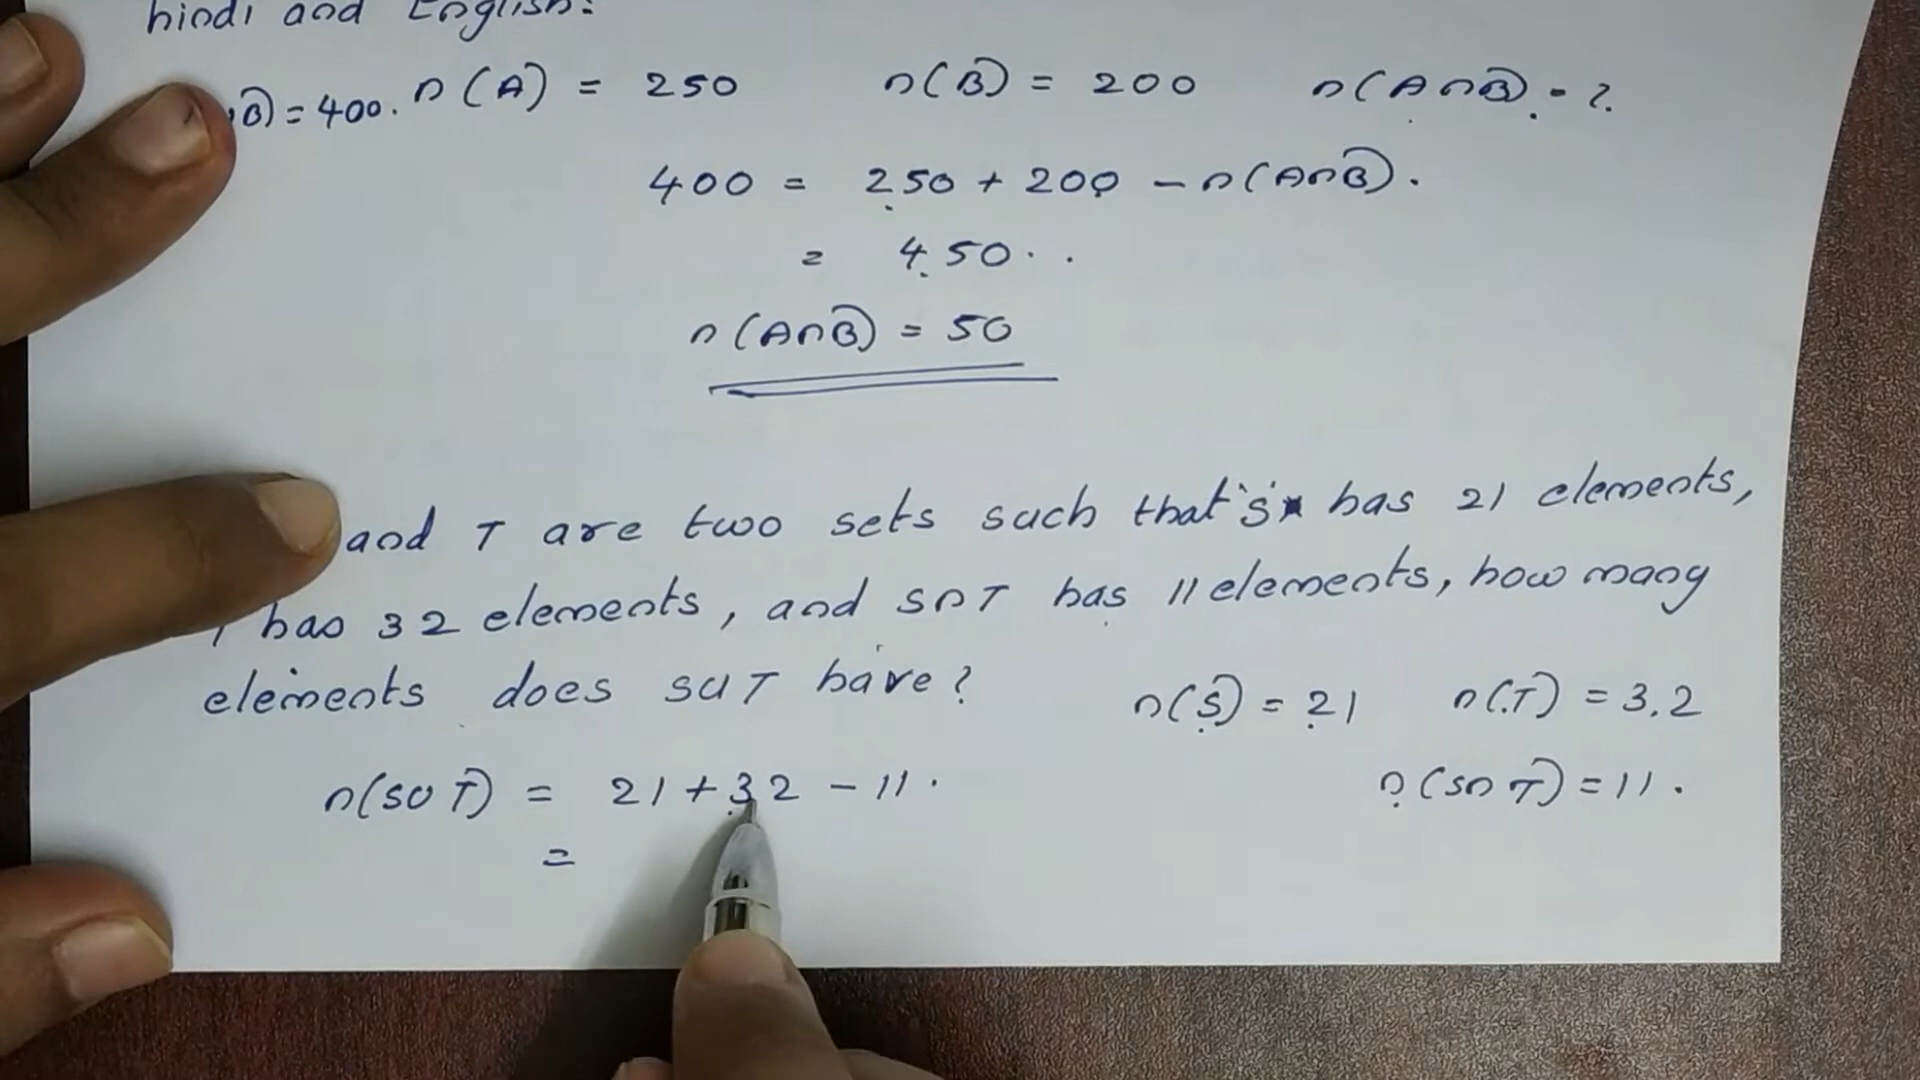 hindi and English:
B) = 400. n(A) = 250 n(B) = 200 n(A∩B) = ?.
400 = 250 + 200 - n(A∩B).
= 450..
n(A∩B) = 50
and T are two sets such that 'S' has 21 elements,
has 32 elements, and S∩T has 11 elements, how many
elements does S∪T have?
n(S) = 21 n(T) = 32
n(S∪T) = 21 + 32 - 11.
n(S∩T) = 11.
=